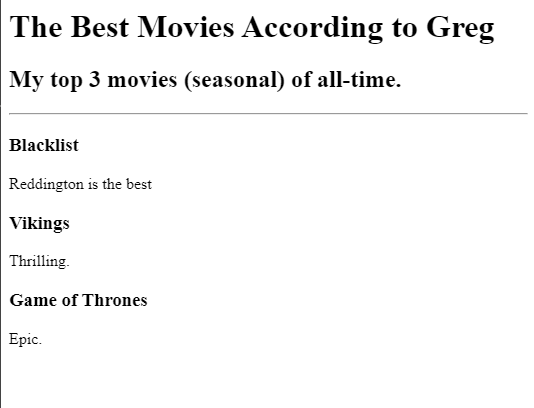 The Best Movies According to Greg
My top 3 movies (seasonal) of all-time.
Blacklist
Reddington is the best
Vikings
Thrilling.
Game of Thrones
Epic.